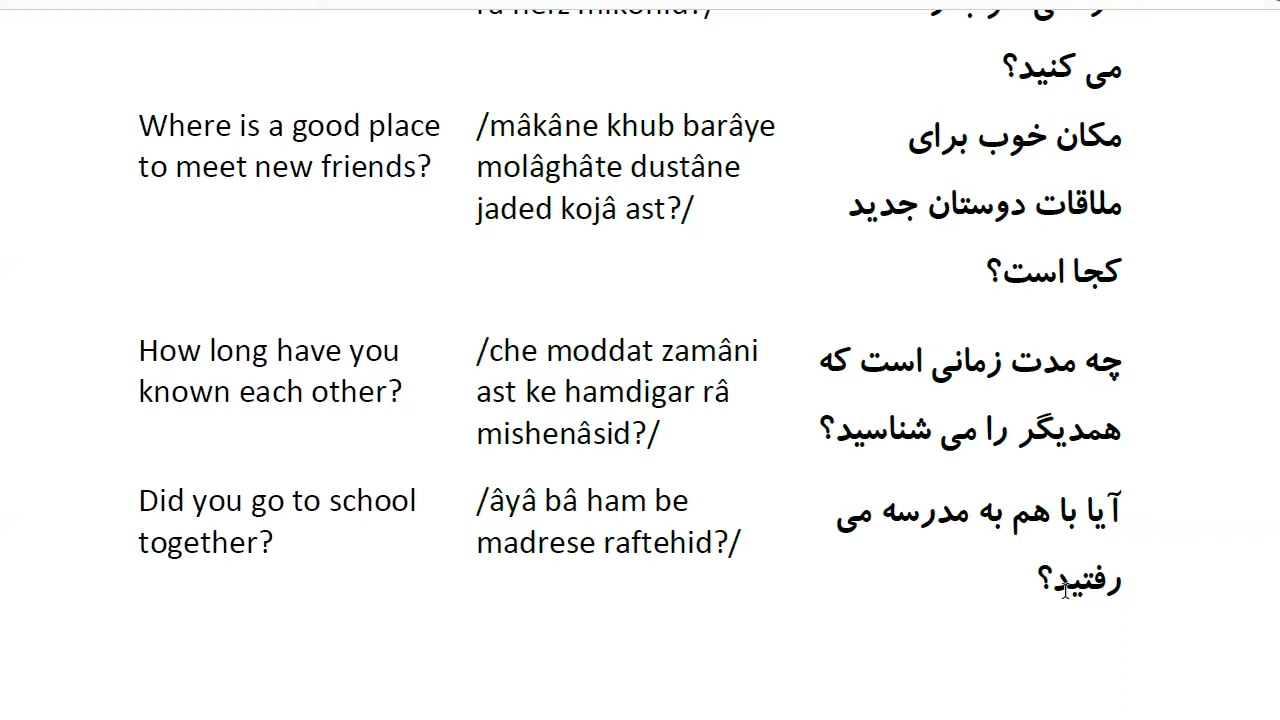 می کنید؟
Where is a good place
to meet new friends?
/mâkâne khub barâye
molâghâte dustâne
jaded kojâ ast?/
مکان خوب برای
ملاقات دوستان جدید
کجا است؟
How long have you
known each other?
/che moddat zamâni
ast ke hamdigar râ
mishenâsid?/
چه مدت زمانی است که
همدیگر را می شناسید؟
Did you go to school
together?
/âyâ bâ ham be
madrese raftehid?/
آیا با هم به مدرسه می
رفتید؟